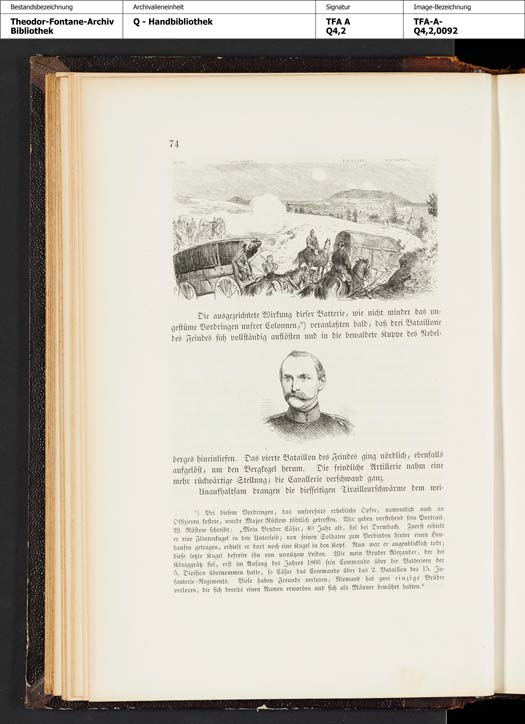 Bestandsbezeichnung
Theodor-Fontane-Archiv
Bibliothek
Archivalieneinheit
Q - Handbibliothek
Signatur
TFA A
Q4,2
Image-Bezeichnung
TFA-A-
Q4,2,0092
74
Die ausgezeichnete Wirkung dieser Batterie, wie nicht minder das un-
gestüme Vordringen unsrer Colonnen,*) veranlaßten bald, daß drei Bataillone
des Feindes sich vollständig auflösten und in die bewaldete Kuppe des Nebel-
berges hineinliefen. Das vierte Bataillon des Feindes ging nördlich, ebenfalls
aufgelöst, um den Bergkegel herum. Die feindliche Artillerie nahm eine
mehr rückwärtige Stellung; die Cavallerie verschwand ganz.
Unaufhaltsam drangen die diesseitigen Tirailleurschwärme dem wei-
*) Bei diesem Vordringen, das unsrerseits erhebliche Opfer, namentlich auch an
Offizieren kostete, wurde Major Rüstow tödtlich getroffen. Wir geben vorstehend sein Portrait.
W. Rüstow schreibt: „Mein Bruder Cäsar, 40 Jahr alt, fiel bei Dermbach. Zuerst erhielt
er eine Flintenkugel in den Unterleib; von seinen Soldaten zum Verbinden hinter einen Heu-
haufen getragen, erhielt er dort noch eine Kugel in den Kopf. Nun war er augenblicklich todt;
diese letzte Kugel befreite ihn von unnützem Leiden. Wie mein Bruder Alexander, der bei
Königgrätz fiel, erst im Anfang des Jahres 1866 sein Commando über die Batterieen der
5. Division übernommen hatte, so Cäsar das Commando über das 2. Bataillon des 15. In-
fanterie-Regiments. Viele haben Freunde verloren, Niemand hat zwei einzige Brüder
verloren, die sich bereits einen Namen erworben und sich als Männer bewährt hatten."